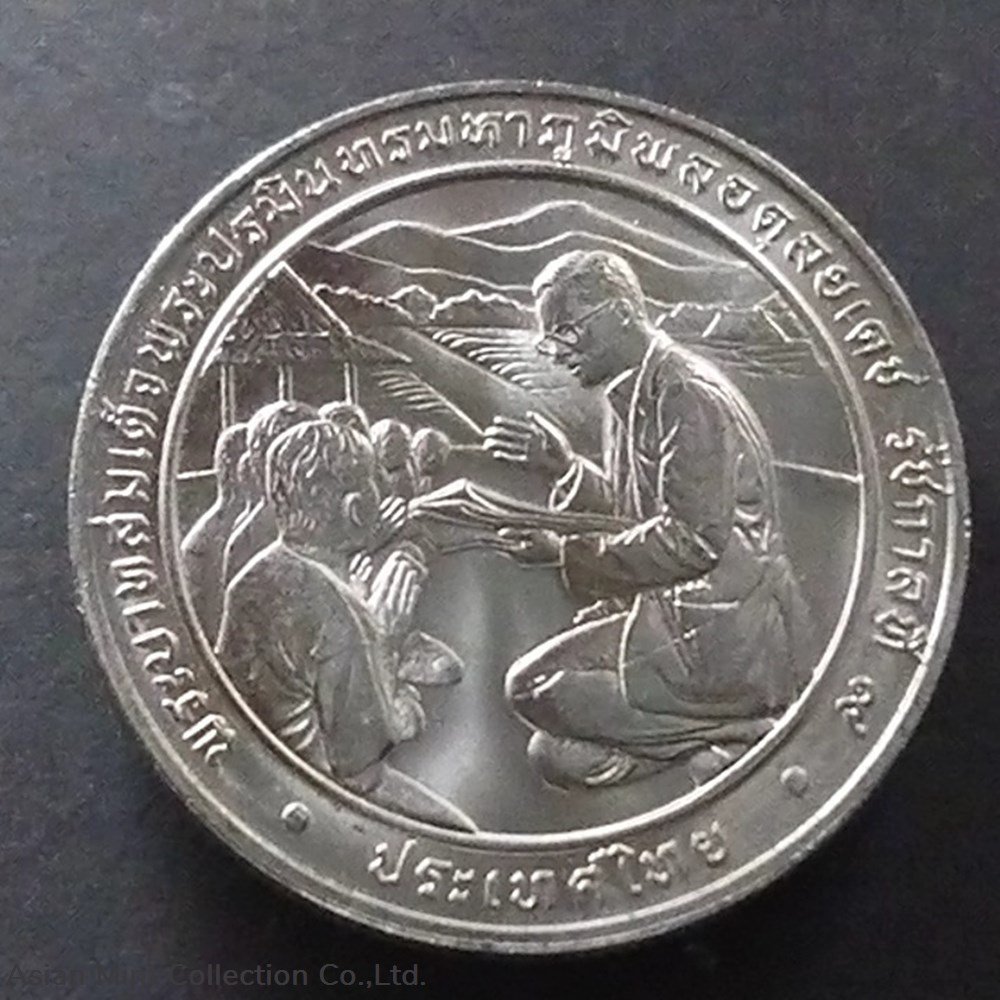 พระบาทสมเด็จพระปรมินทรมหาภูมิพลอดุลยเดช รัชกาลที่ ๙
ประเทศไทย
Asian Mint Collection Co.,Ltd.